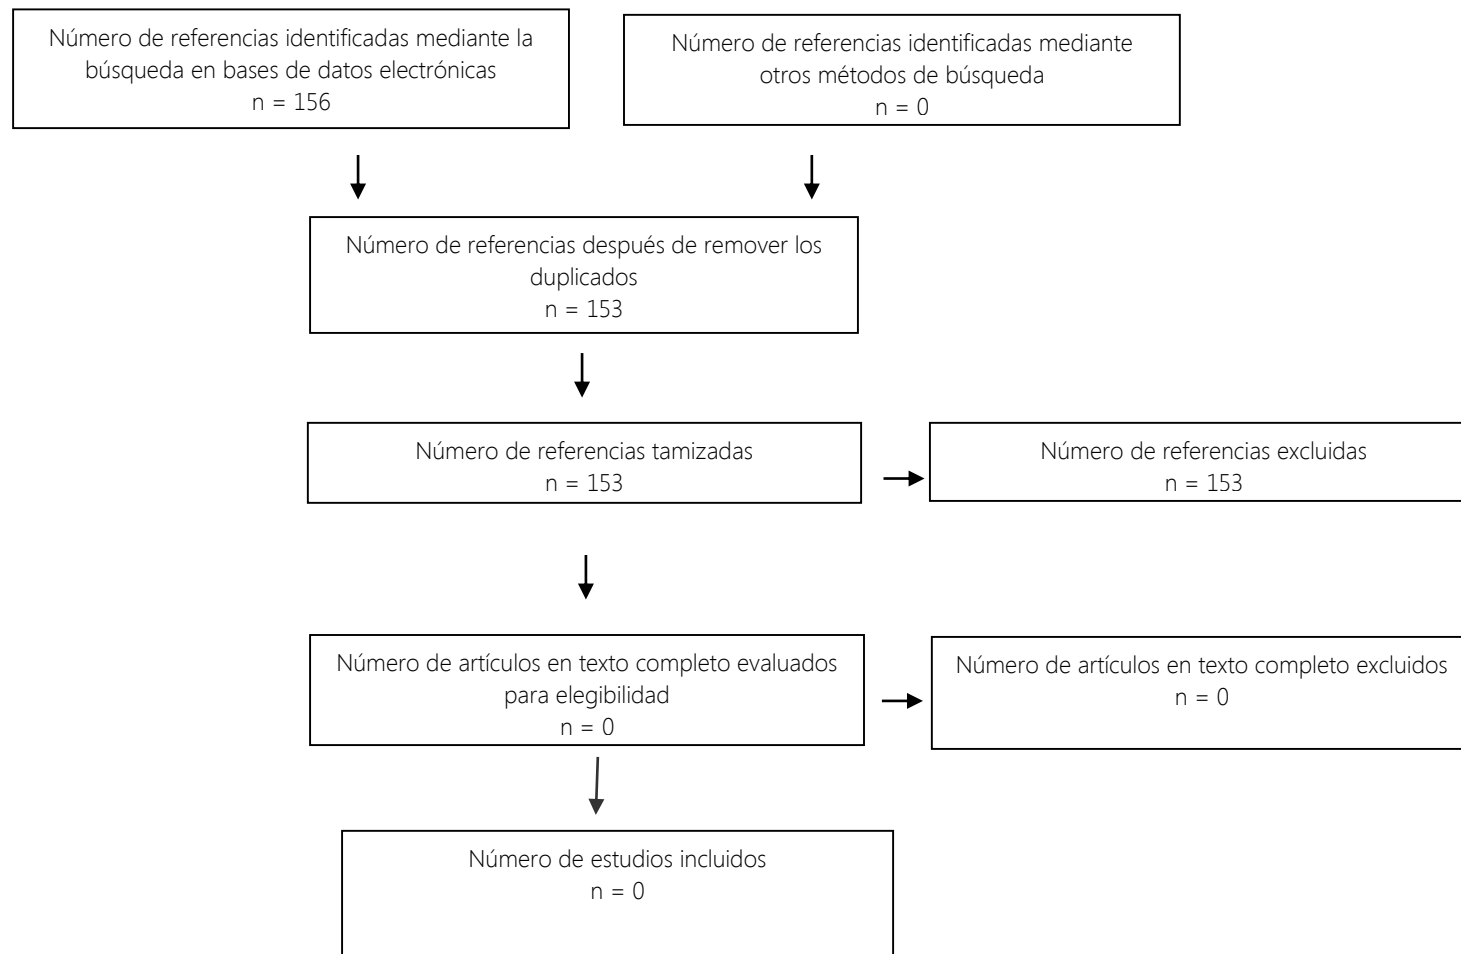 Número de referencias identificadas mediante la
búsqueda en bases de datos electrónicas
n = 156
Número de referencias identificadas mediante
otros métodos de búsqueda
n = 0
Número de referencias después de remover los
duplicados
n = 153
Número de referencias tamizadas
n = 153
Número de referencias excluidas
n = 153
Número de artículos en texto completo evaluados
para elegibilidad
n = 0
Número de artículos en texto completo excluidos
n = 0
Número de estudios incluidos
n = 0